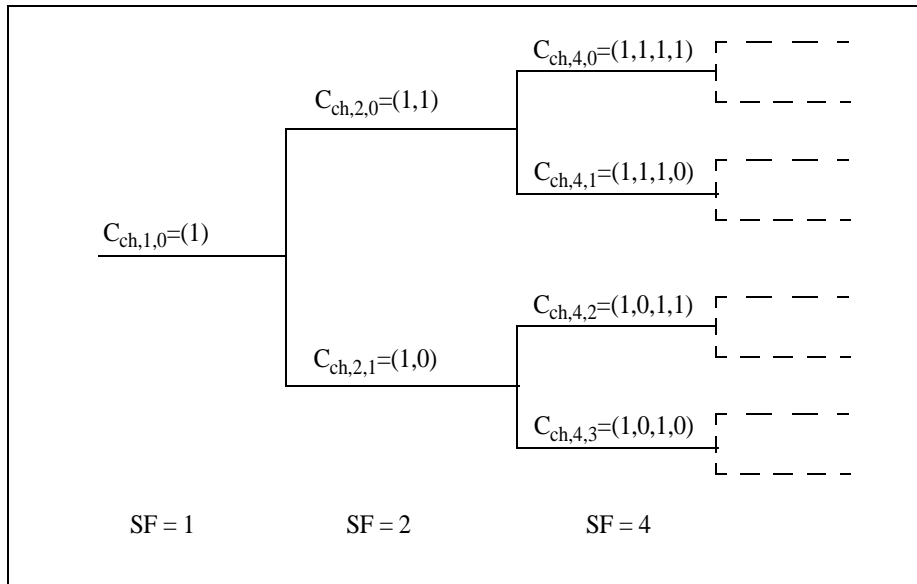 C_ch,4,0=(1,1,1,1)
C_ch,2,0=(1,1)
C_ch,4,1=(1,1,1,0)
C_ch,1,0=(1)
C_ch,4,2=(1,0,1,1)
C_ch,2,1=(1,0)
C_ch,4,3=(1,0,1,0)
SF = 1 SF = 2 SF = 4